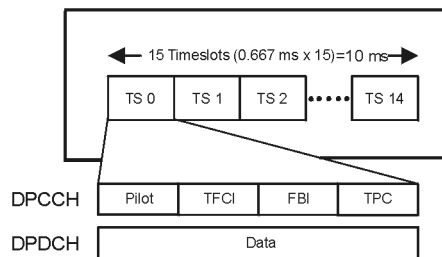 15 Timeslots (0.667 ms x 15)=10 ms
TS 0 TS 1 TS 2 TS 14
DPCCH Pilot TFCI FBI TPC
DPDCH Data